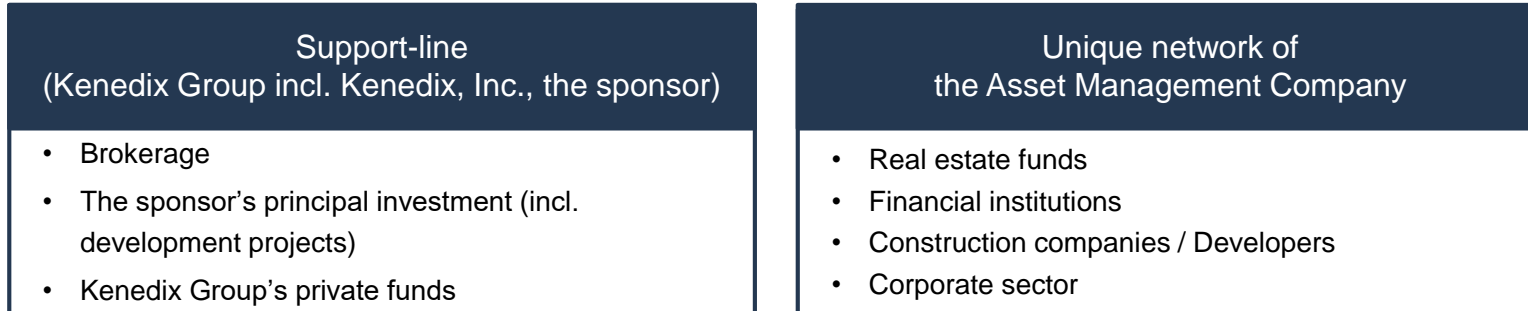 Support-line
(Kenedix Group incl. Kenedix, Inc., the sponsor)
• Brokerage
• The sponsor’s principal investment (incl.
development projects)
• Kenedix Group’s private funds
Unique network of
the Asset Management Company
• Real estate funds
• Financial institutions
• Construction companies / Developers
• Corporate sector